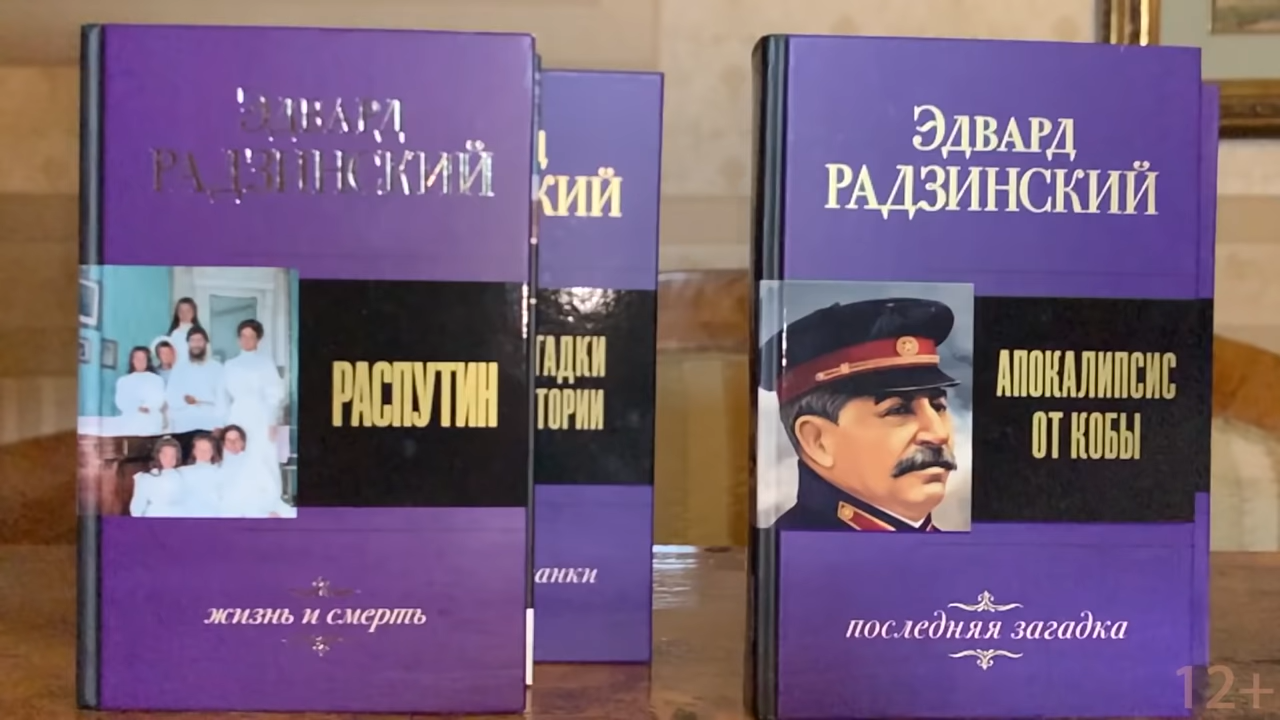 ЭДВАРД
РАДЗИНСКИЙ
РАСПУТИН
жизнь и смерть
Д
КИЙ
ГАДКИ
ТОРИИ
анки
ЭДВАРД
РАДЗИНСКИЙ
АПОКАЛИПСИС
ОТ КОБЫ
последняя загадка
12+